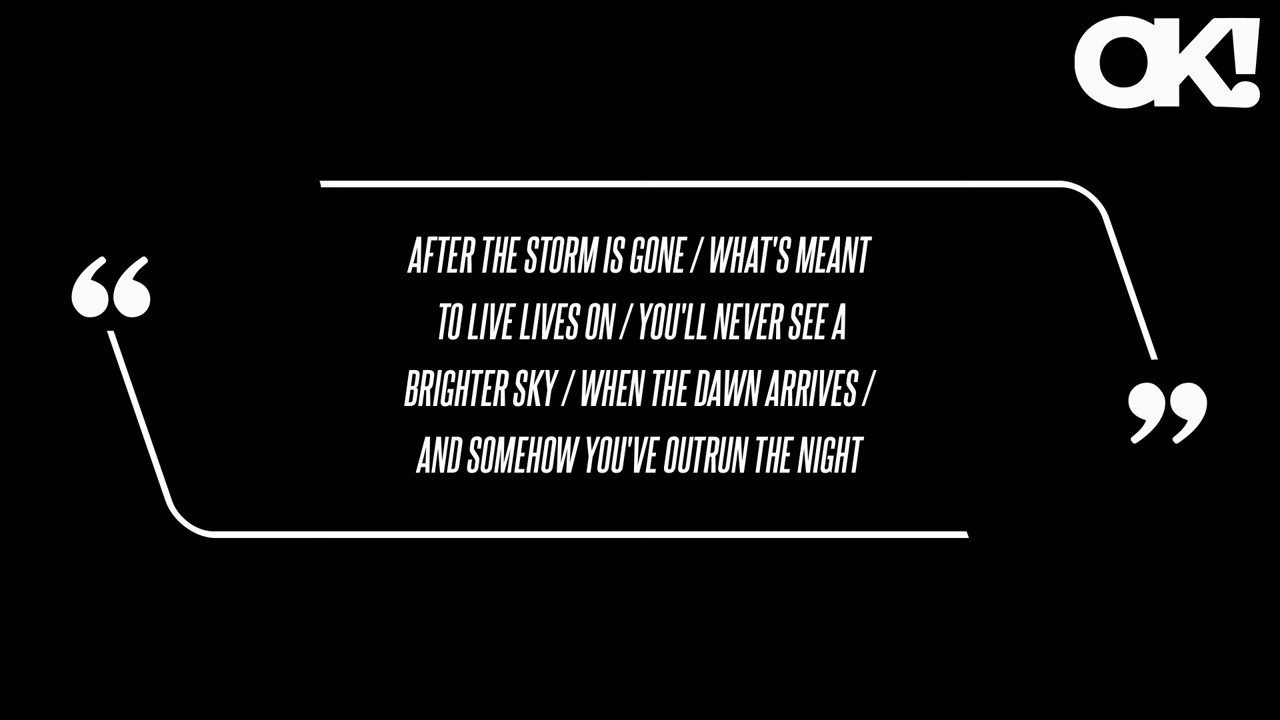 OK!
“
AFTER THE STORM IS GONE / WHAT'S MEANT
TO LIVE LIVES ON / YOU'LL NEVER SEE A
BRIGHTER SKY / WHEN THE DAWN ARRIVES /
AND SOMEHOW YOU'VE OUTRUN THE NIGHT
”